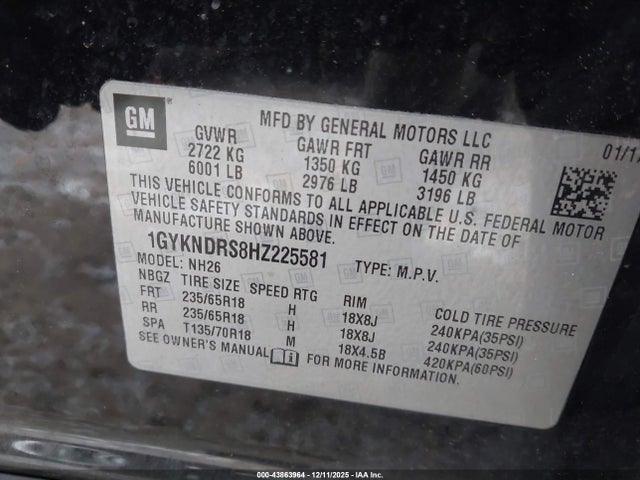 GM
MFD BY GENERAL MOTORS LLC
GVWR GAWR FRT GAWR RR 01/17
2722 KG 1350 KG 1450 KG
6001 LB 2976 LB 3196 LB
THIS VEHICLE CONFORMS TO ALL APPLICABLE U.S. FEDERAL MOTOR
VEHICLE SAFETY STANDARDS IN EFFECT ON THE DATE OF
MANUFACTURE SHOWN ABOVE.
1GYKNDRS8HZ225581 TYPE: M.P.V.
MODEL: NH26
NBGZ TIRE SIZE SPEED RTG RIM COLD TIRE PRESSURE
FRT 235/65R18 H 18X8J 240KPA(35PSI)
RR 235/65R18 H 18X8J 240KPA(35PSI)
SPA T135/70R18 M 18X4.5B 420KPA(60PSI)
SEE OWNER'S MANUAL FOR MORE INFORMATION.
000-43863964 - 12/11/2025 - IAA Inc.